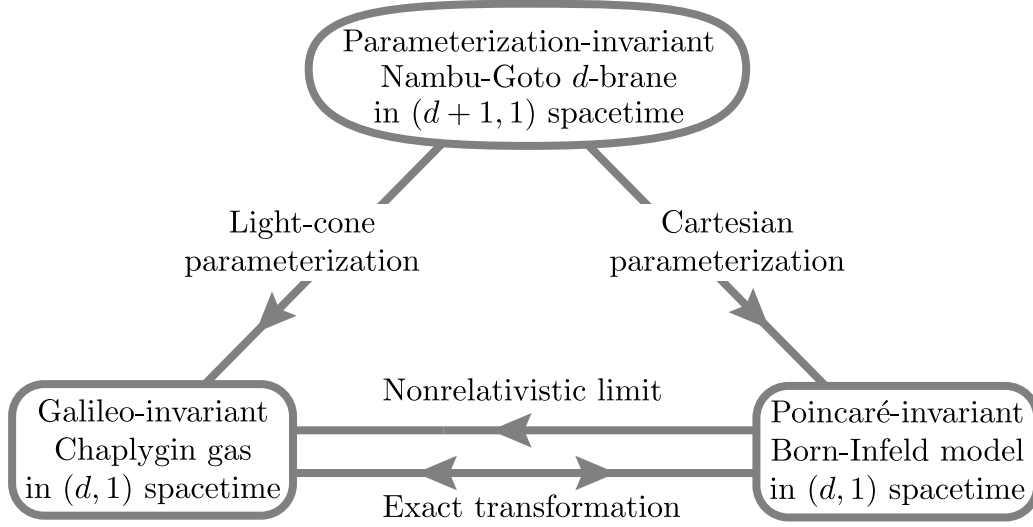 Parameterization-invariant
Nambu-Goto d-brane
in (d + 1, 1) spacetime
Light-cone
parameterization
Cartesian
parameterization
Nonrelativistic limit
Galileo-invariant
Chaplygin gas
in (d, 1) spacetime
Poincaré-invariant
Born-Infeld model
in (d, 1) spacetime
Exact transformation